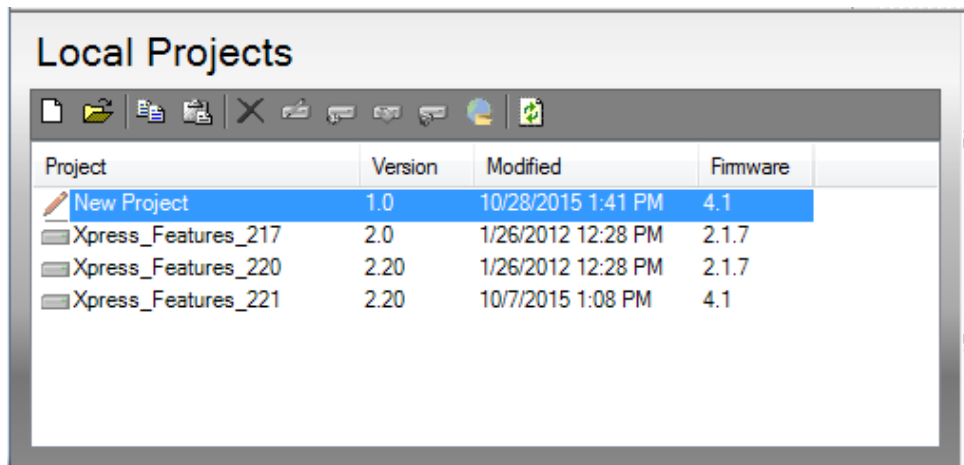 Local Projects
Project Version Modified Firmware
New Project 1.0 10/28/2015 1:41 PM 4.1
Xpress_Features_217 2.0 1/26/2012 12:28 PM 2.1.7
Xpress_Features_220 2.20 1/26/2012 12:28 PM 2.1.7
Xpress_Features_221 2.20 10/7/2015 1:08 PM 4.1